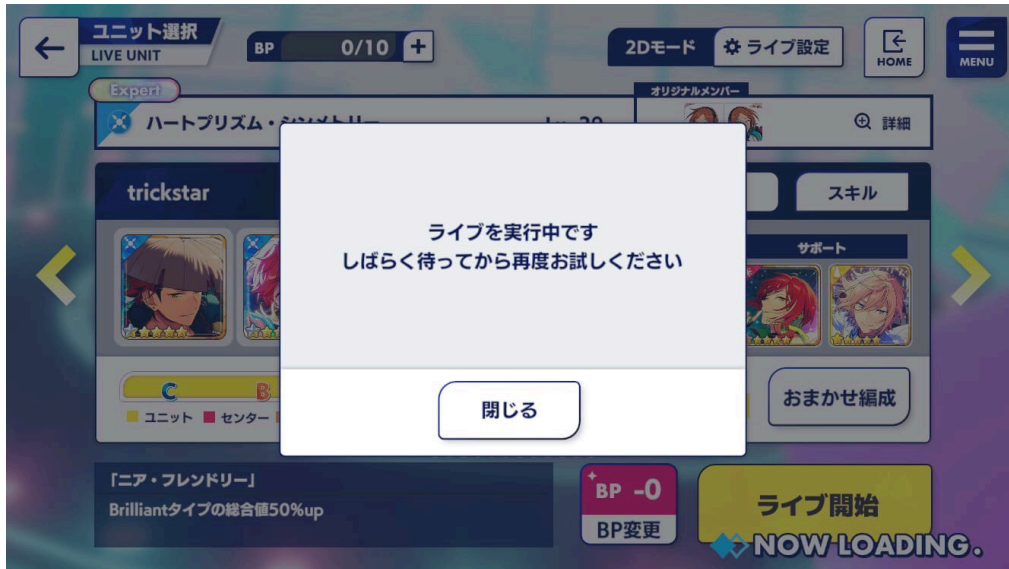 ユニット選択
LIVE UNIT
BP 0/10 +
2Dモード
ライブ設定
HOME
MENU
Expert
オリジナルメンバー
ハートプリズム・シンメトリー
詳細
trickstar
スキル
サポート
ライブを実行中です
しばらく待ってから再度お試しください
閉じる
C B
ユニット センター
おまかせ編成
「ニア・フレンドリー」
Brilliantタイプの総合値50%up
BP -0
BP変更
ライブ開始
NOW LOADING.